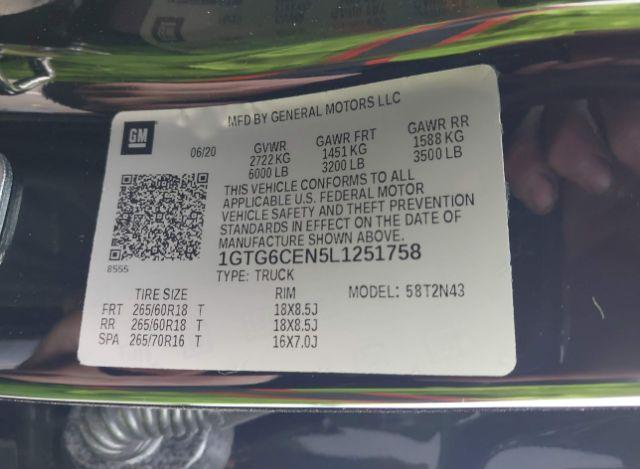 MFD BY GENERAL MOTORS LLC
GM
06/20
GVWR GAWR FRT GAWR RR
2722 KG 1451 KG 1588 KG
6000 LB 3200 LB 3500 LB
THIS VEHICLE CONFORMS TO ALL
APPLICABLE U.S. FEDERAL MOTOR
VEHICLE SAFETY AND THEFT PREVENTION
STANDARDS IN EFFECT ON THE DATE OF
MANUFACTURE SHOWN ABOVE.
8555
1GTG6CEN5L1251758
TYPE: TRUCK
TIRE SIZE RIM MODEL: 58T2N43
FRT 265/60R18 T 18X8.5J
RR 265/60R18 T 18X8.5J
SPA 265/70R16 T 16X7.0J